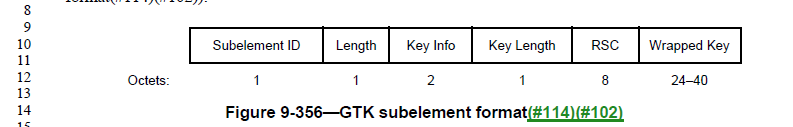 8
9
10 Subelement ID Length Key Info Key Length RSC Wrapped Key
11
12 Octets: 1 1 2 1 8 24–40
13
14 Figure 9-356—GTK subelement format(#114)(#102)